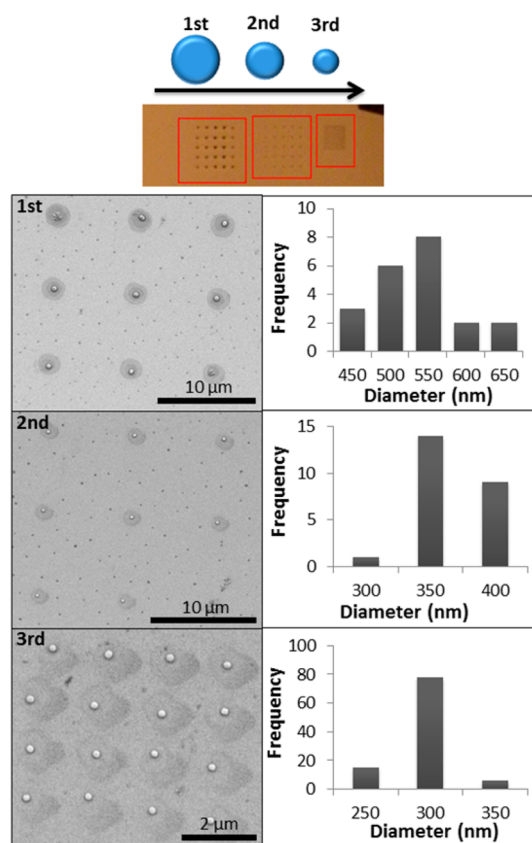 1st 2nd 3rd
1st
10 µm
Frequency
10
8
6
4
2
0
450 500 550 600 650
Diameter (nm)
2nd
10 µm
Frequency
15
10
5
0
300 350 400
Diameter (nm)
3rd
2 µm
Frequency
100
80
60
40
20
0
250 300 350
Diameter (nm)